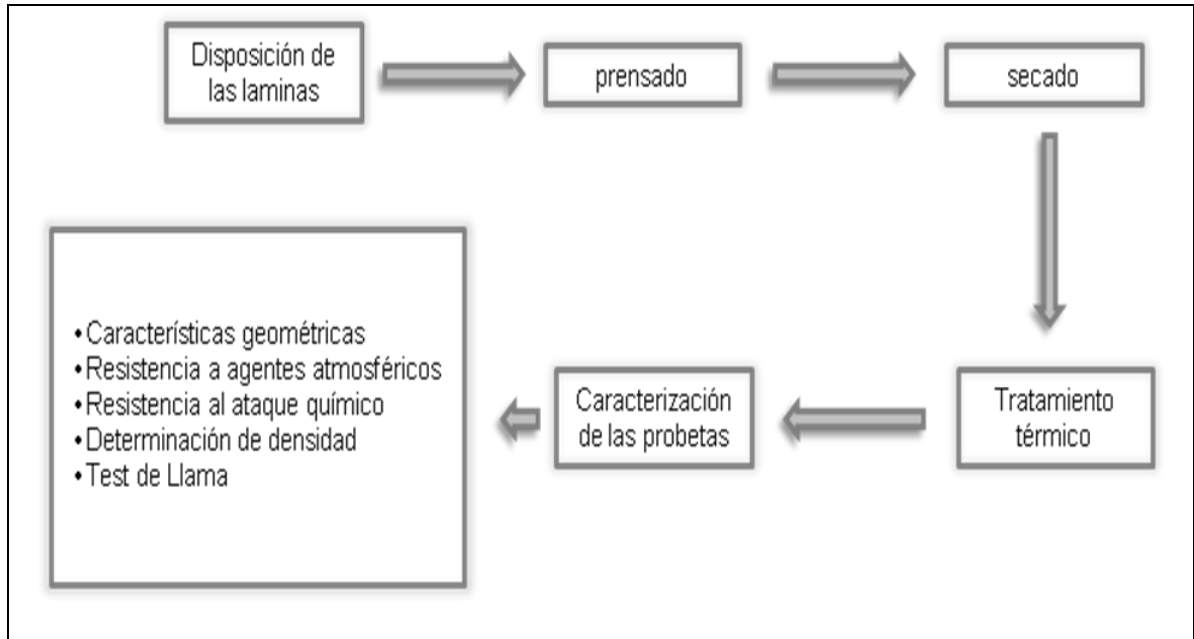 Disposición de
las laminas
prensado
secado
Tratamiento
térmico
Caracterización
de las probetas
•Características geométricas
•Resistencia a agentes atmosféricos
•Resistencia al ataque químico
•Determinación de densidad
•Test de Llama